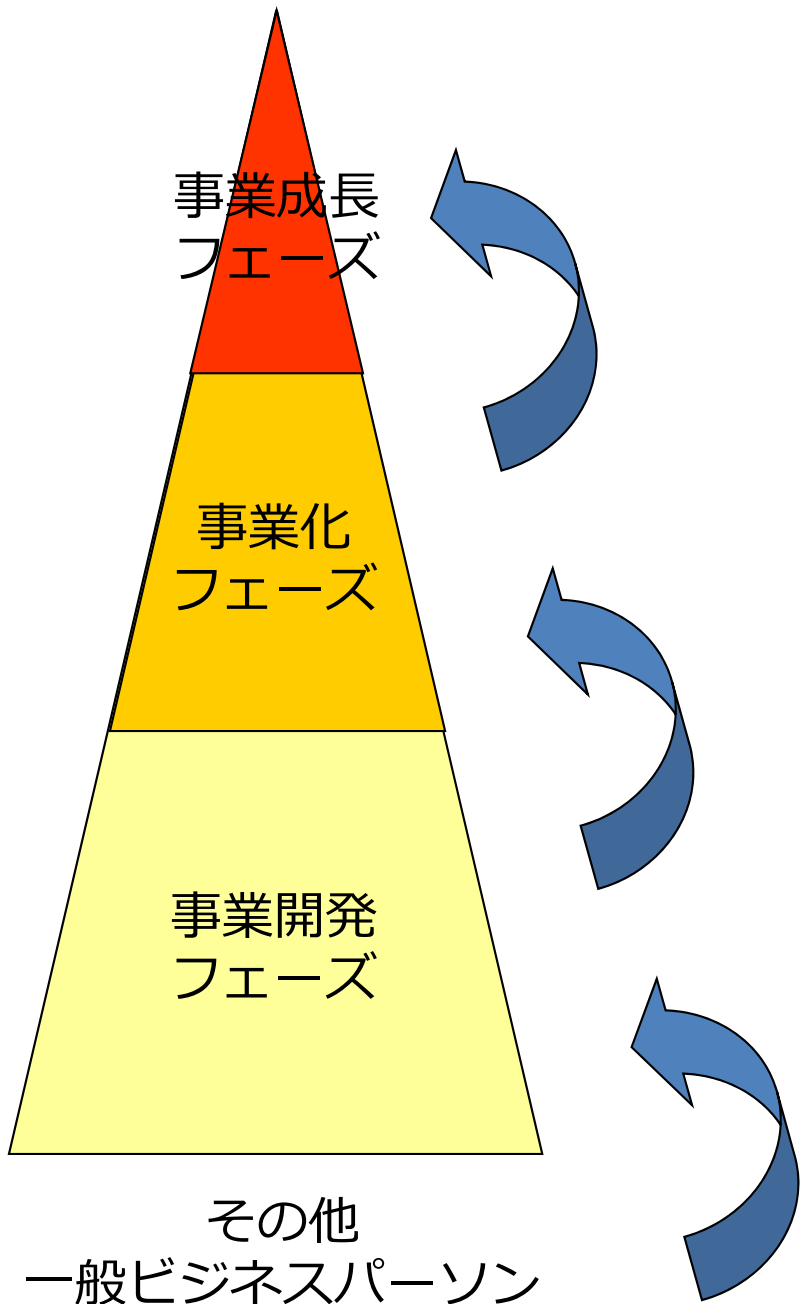 事業成長
フェーズ
事業化
フェーズ
事業開発
フェーズ
その他
一般ビジネスパーソン